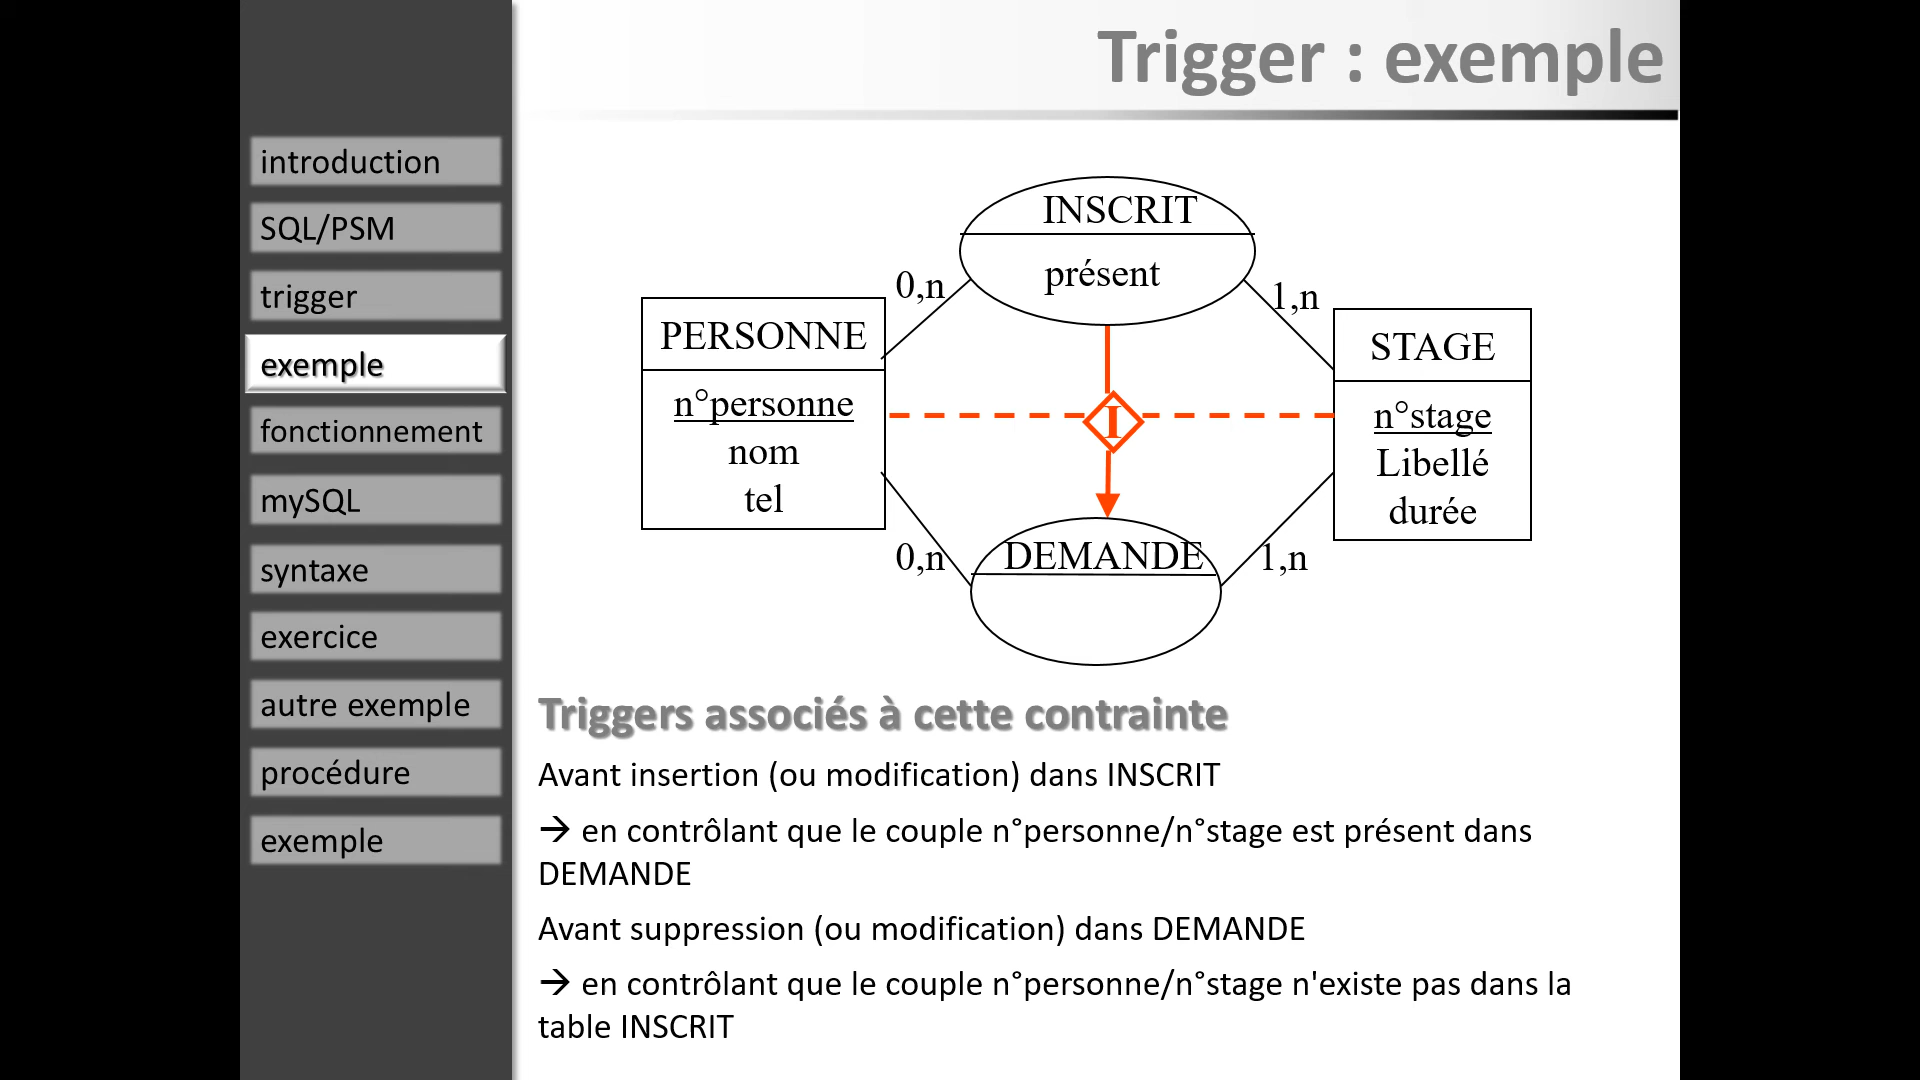 Trigger : exemple
introduction
SQL/PSM
trigger
exemple
fonctionnement
mySQL
syntaxe
exercice
autre exemple
procédure
exemple
INSCRIT
présent
0,n
1,n
PERSONNE
n°personne
nom
tel
I
STAGE
n°stage
Libellé
durée
0,n
DEMANDE
1,n
Triggers associés à cette contrainte
Avant insertion (ou modification) dans INSCRIT
→ en contrôlant que le couple n°personne/n°stage est présent dans
DEMANDE
Avant suppression (ou modification) dans DEMANDE
→ en contrôlant que le couple n°personne/n°stage n'existe pas dans la
table INSCRIT